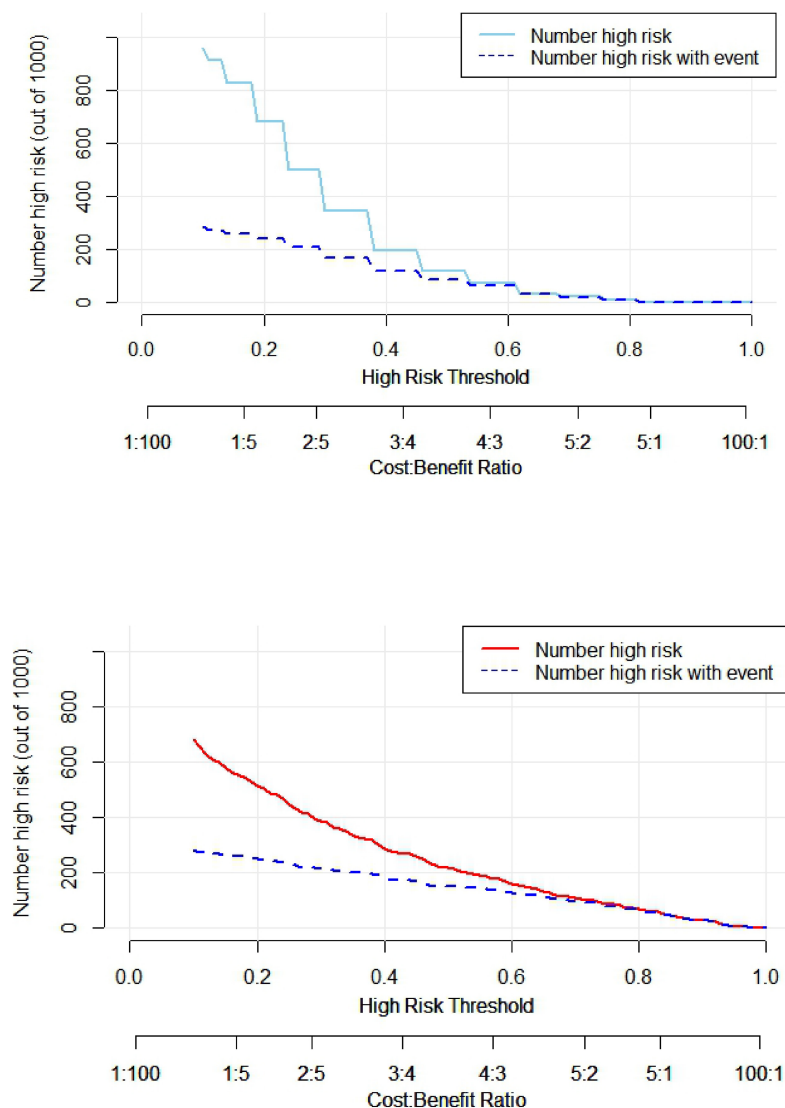 Number high risk
Number high risk with event
Number high risk (out of 1000)
800
600
400
200
0
0.0 0.2 0.4 0.6 0.8 1.0
High Risk Threshold
1:100 1:5 2:5 3:4 4:3 5:2 5:1 100:1
Cost:Benefit Ratio
Number high risk
Number high risk with event
Number high risk (out of 1000)
800
600
400
200
0
0.0 0.2 0.4 0.6 0.8 1.0
High Risk Threshold
1:100 1:5 2:5 3:4 4:3 5:2 5:1 100:1
Cost:Benefit Ratio